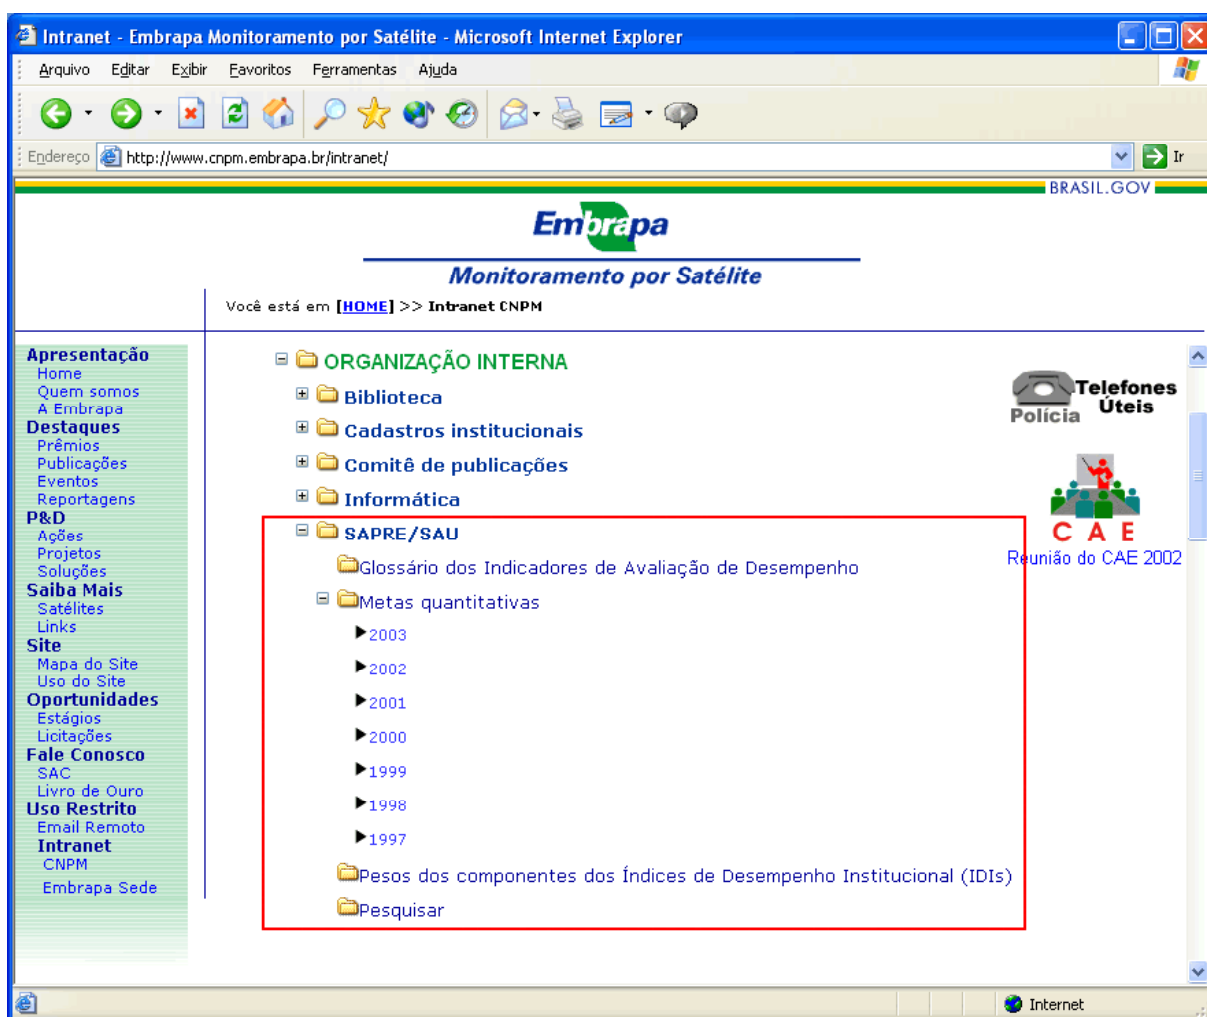 Intranet - Embrapa Monitoramento por Satélite - Microsoft Internet Explorer
Arquivo Editar Exibir Favoritos Ferramentas Ajuda
Endereço http://www.cnpm.embrapa.br/intranet/ Ir
BRASIL.GOV
Embrapa
Monitoramento por Satélite
Você está em [HOME] >> Intranet CNPM
Apresentação
Home
Quem somos
A Embrapa
Destaques
Prêmios
Publicações
Eventos
Reportagens
P&D
Ações
Projetos
Soluções
Saiba Mais
Satélites
Links
Site
Mapa do Site
Uso do Site
Oportunidades
Estágios
Licitações
Fale Conosco
SAC
Livro de Ouro
Uso Restrito
Email Remoto
Intranet
CNPM
Embrapa Sede
ORGANIZAÇÃO INTERNA
Biblioteca
Cadastros institucionais
Comitê de publicações
Informática
SAPRE/SAU
Glossário dos Indicadores de Avaliação de Desempenho
Metas quantitativas
2003
2002
2001
2000
1999
1998
1997
Pesos dos componentes dos Índices de Desempenho Institucional (IDIs)
Pesquisar
Telefones
Úteis
Polícia
CAE
Reunião do CAE 2002
Internet